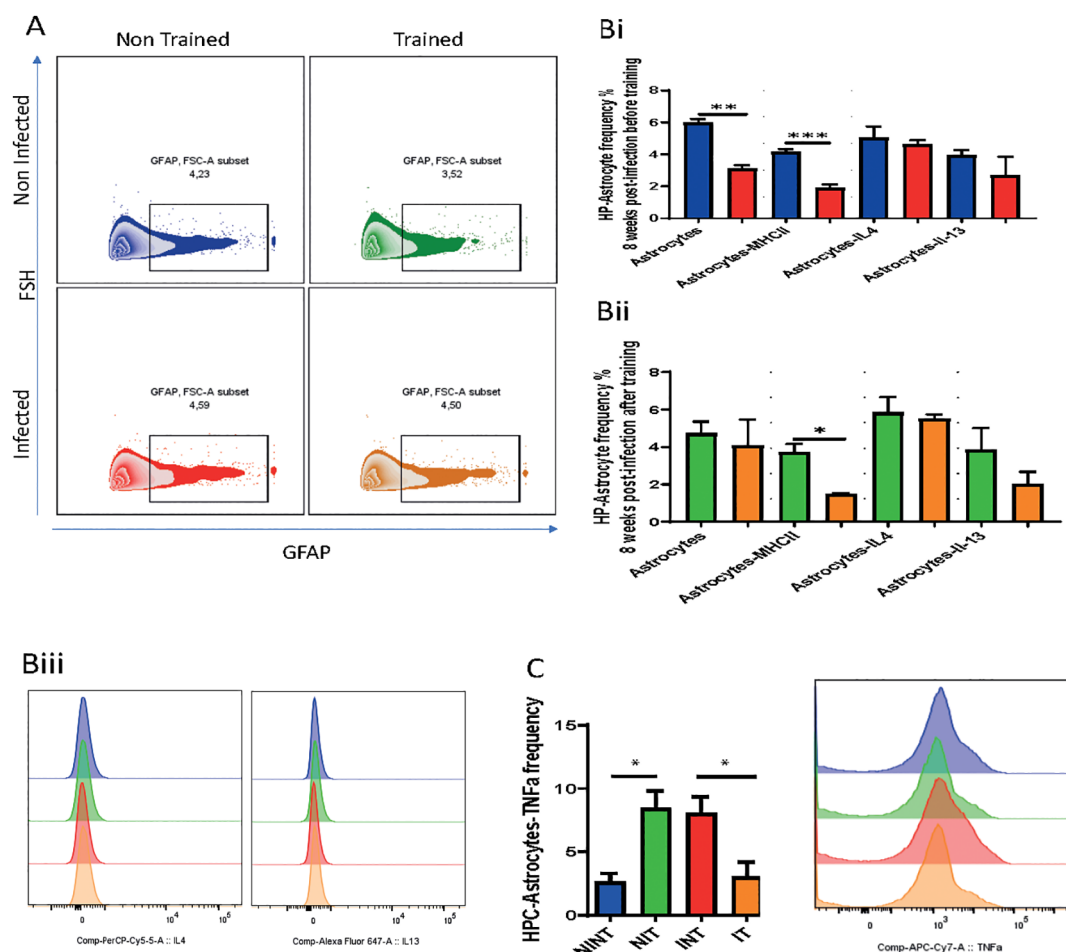 A
Non Trained
Trained
Non Infected
Infected
FSH
GFAP, FSC-A subset
4,23
GFAP, FSC-A subset
3,52
GFAP, FSC-A subset
4,59
GFAP, FSC-A subset
4,50
GFAP
Bi
HP-Astrocyte frequency %
8 weeks post-infection before training
8
6
4
2
0
**
***
Astrocytes
Astrocytes-MHCII
Astrocytes-IL4
Astrocytes-Il-13
Bii
HP-Astrocyte frequency %
8 weeks post-infection after training
8
6
4
2
0
*
Astrocytes
Astrocytes-MHCII
Astrocytes-IL4
Astrocytes-Il-13
Biii
0 10^4 10^5
Comp-PerCP-Cy5-5-A :: IL4
0 10^4 10^5
Comp-Alexa Fluor 647-A :: IL13
C
HPC-Astrocytes-TNFa frequency
15
10
5
0
*
*
NINT
NIT
INT
IT
0 10^3 10^5
Comp-APC-Cy7-A :: TNFa